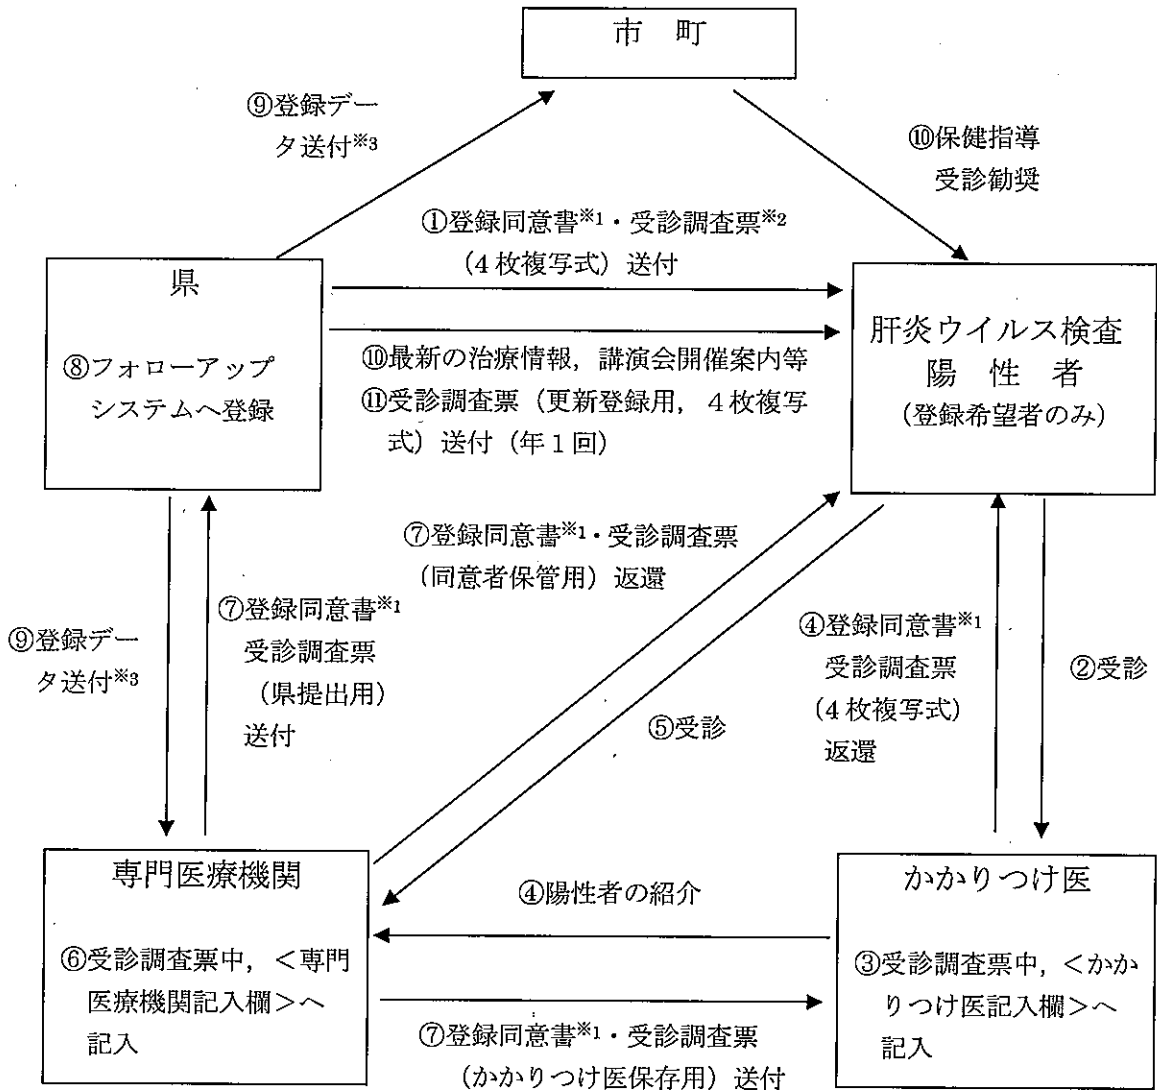 市　町
⑨登録デー
タ送付※3
⑩保健指導
受診勧奨
①登録同意書※1・受診調査票※2
（4枚複写式）送付
県
⑧フォローアップ
システムへ登録
⑩最新の治療情報，講演会開催案内等
⑪受診調査票（更新登録用，４枚複写
式）送付（年１回）
肝炎ウイルス検査
陽　性　者
（登録希望者のみ）
⑦登録同意書※1・受診調査票
（同意者保管用）返還
⑨登録デー
タ送付※3
⑦登録同意書※1
受診調査票
（県提出用）
送付
⑤受診
④登録同意書※1
受診調査票
（4枚複写式）
返還
②受診
専門医療機関
⑥受診調査票中，＜専門
医療機関記入欄＞へ
記入
④陽性者の紹介
⑦登録同意書※1・受診調査票
（かかりつけ医保存用）送付
かかりつけ医
③受診調査票中，＜かか
りつけ医記入欄＞へ
記入